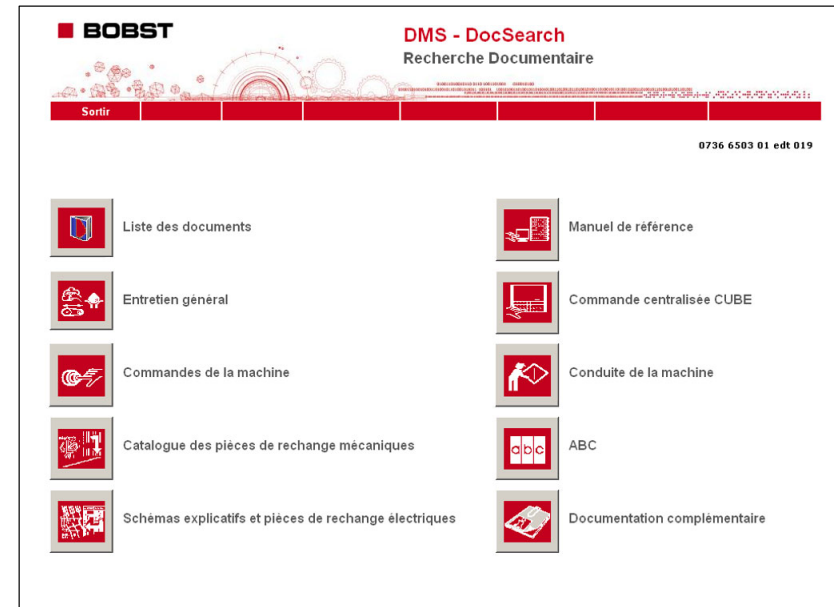 BOBST
DMS - DocSearch
Recherche Documentaire
Sortir
0736 6503 01 edt 019
Liste des documents
Manuel de référence
Entretien général
Commande centralisée CUBE
Commandes de la machine
Conduite de la machine
Catalogue des pièces de rechange mécaniques
abc
ABC
Schémas explicatifs et pièces de rechange électriques
Documentation complémentaire